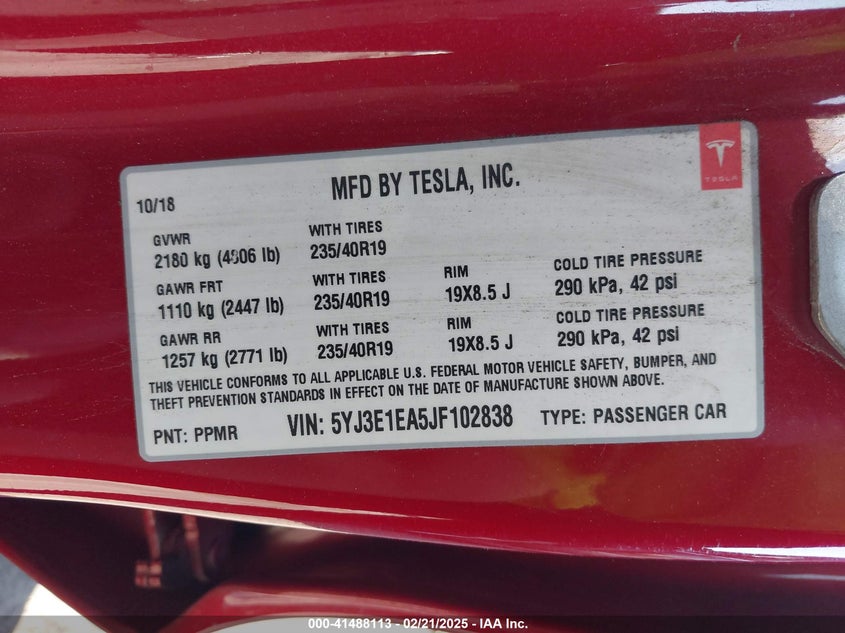 MFD BY TESLA, INC.
TESLA
10/18
GVWR
2180 kg (4806 lb)
WITH TIRES
235/40R19
GAWR FRT
1110 kg (2447 lb)
WITH TIRES
235/40R19
RIM
19X8.5 J
COLD TIRE PRESSURE
290 kPa, 42 psi
GAWR RR
1257 kg (2771 lb)
WITH TIRES
235/40R19
RIM
19X8.5 J
COLD TIRE PRESSURE
290 kPa, 42 psi
THIS VEHICLE CONFORMS TO ALL APPLICABLE U.S. FEDERAL MOTOR VEHICLE SAFETY, BUMPER, AND
THEFT PREVENTION STANDARDS IN EFFECT ON THE DATE OF MANUFACTURE SHOWN ABOVE.
PNT: PPMR
VIN: 5YJ3E1EA5JF102838
TYPE: PASSENGER CAR
000-41488113 - 02/21/2025 - IAA Inc.